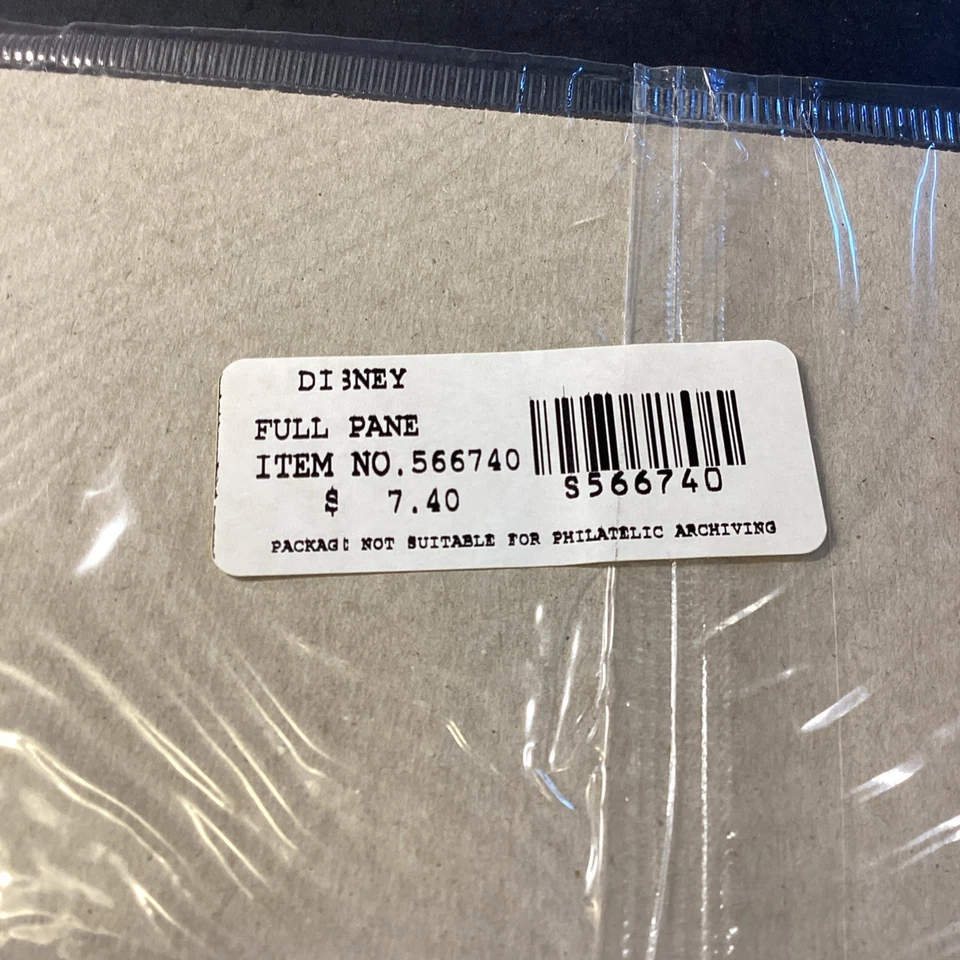 DISNEY
FULL PANE
ITEM NO.566740
$ 7.40
S566740
PACKAGE NOT SUITABLE FOR PHILATELIC ARCHIVING